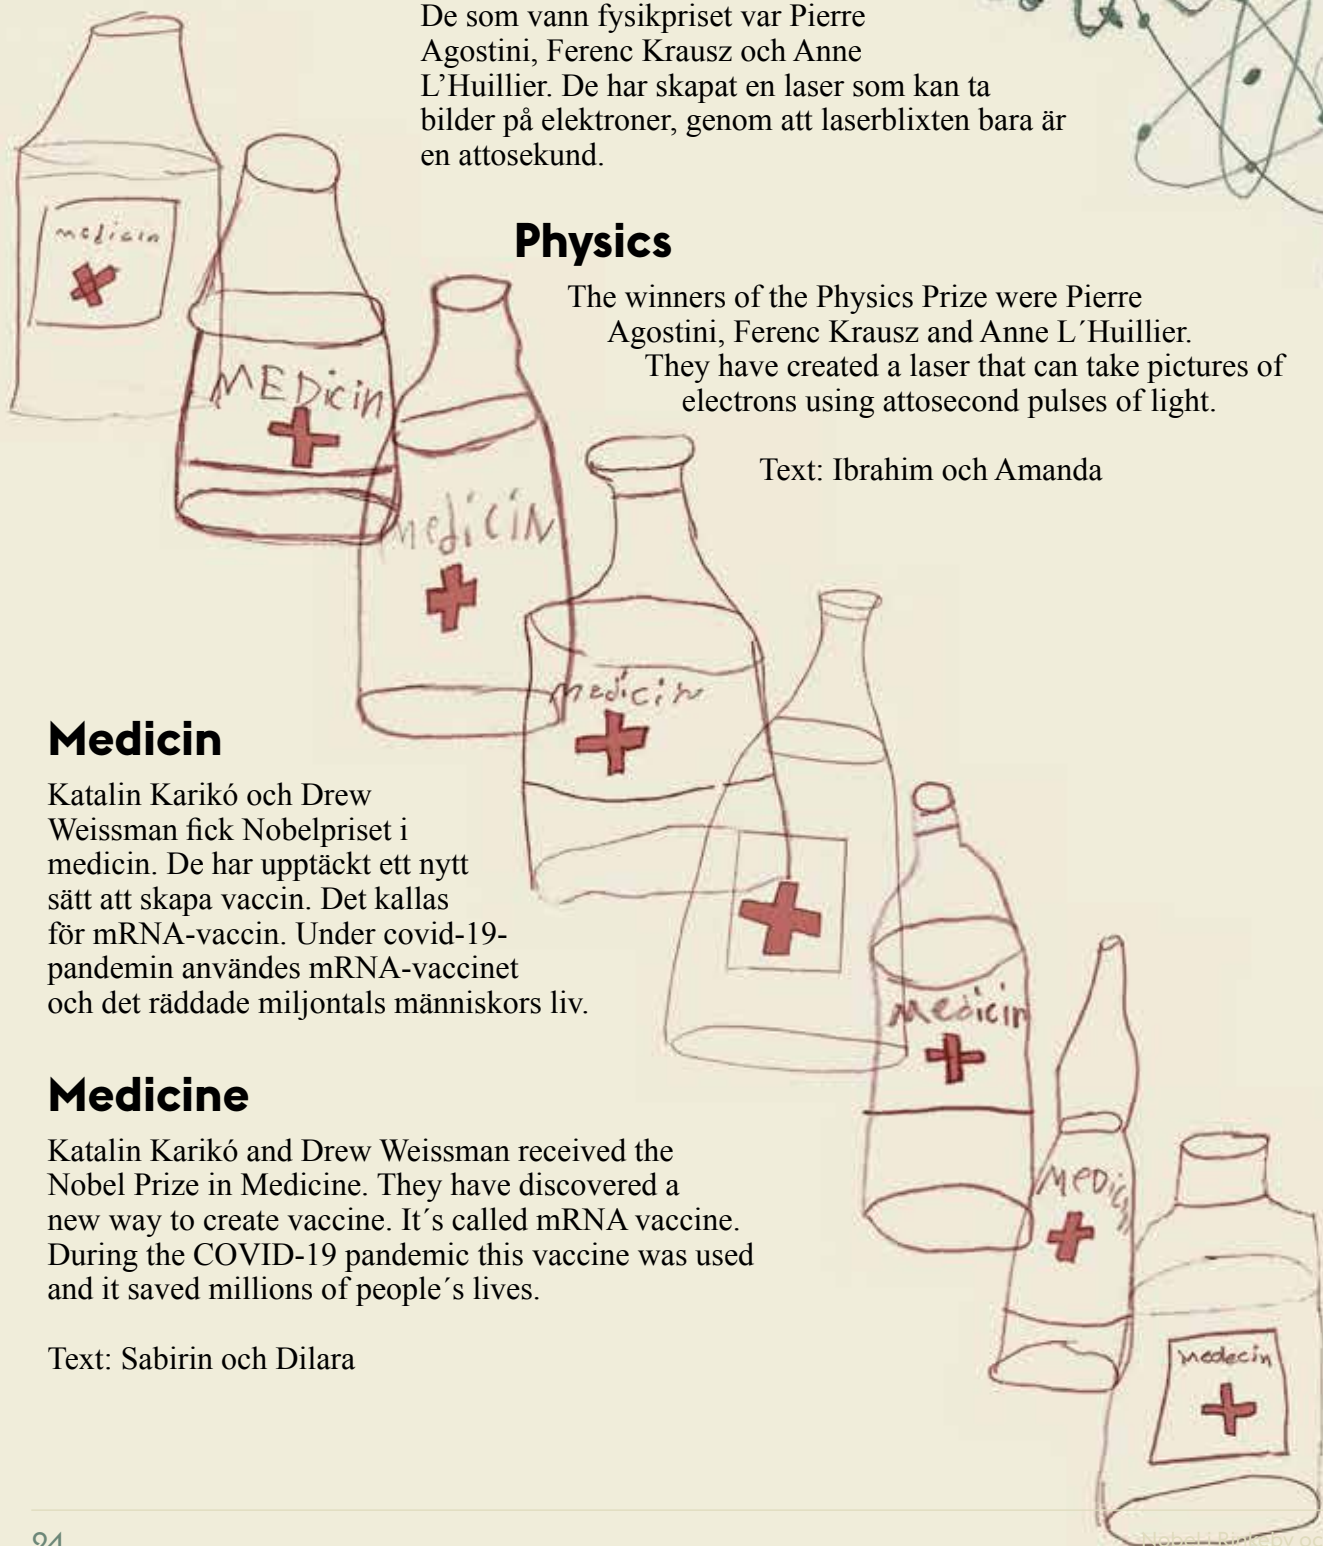 De som vann fysikpriset var Pierre
Agostini, Ferenc Krausz och Anne
L’Huillier. De har skapat en laser som kan ta
bilder på elektroner, genom att laserblixten bara är
en attosekund.
Physics
The winners of the Physics Prize were Pierre
Agostini, Ferenc Krausz and Anne L´Huillier.
They have created a laser that can take pictures of
electrons using attosecond pulses of light.
Text: Ibrahim och Amanda
medicin
MEDicin
medicin
medicin
Medicin
Katalin Karikó och Drew
Weissman fick Nobelpriset i
medicin. De har upptäckt ett nytt
sätt att skapa vaccin. Det kallas
för mRNA-vaccin. Under covid-19-
pandemin användes mRNA-vaccinet
och det räddade miljontals människors liv.
Medicin
Medicine
Katalin Karikó and Drew Weissman received the
Nobel Prize in Medicine. They have discovered a
new way to create vaccine. It´s called mRNA vaccine.
During the COVID-19 pandemic this vaccine was used
and it saved millions of people´s lives.
Text: Sabirin och Dilara
MEDicin
medecin
24
Nobel i Rinkeby oc